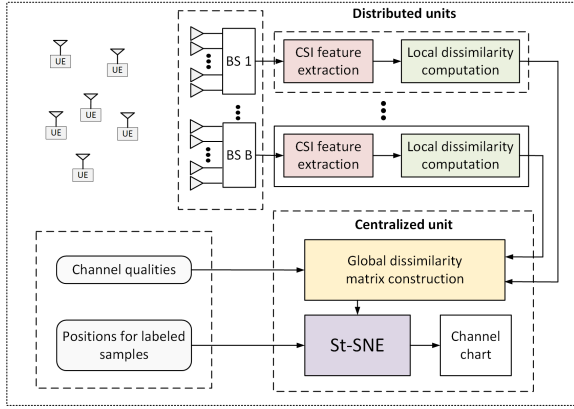 Distributed units
UE
UE
UE
UE
UE
UE
BS 1
CSI feature
extraction
Local dissimilarity
computation
BS B
CSI feature
extraction
Local dissimilarity
computation
Centralized unit
Channel qualities
Global dissimilarity
matrix construction
Positions for labeled
samples
St-SNE
Channel
chart